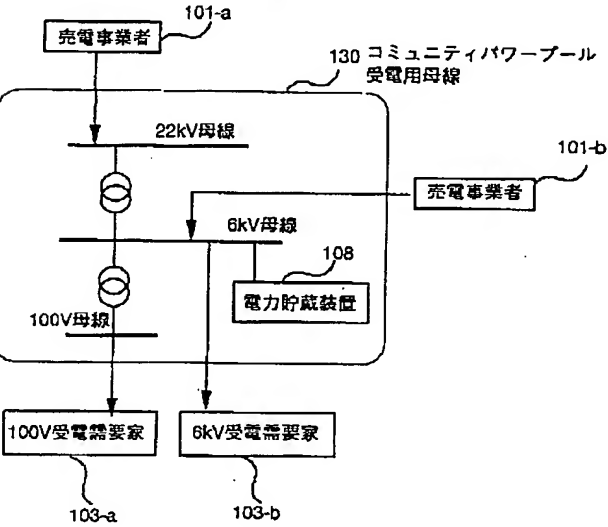 101-a
売電事業者
130 コミュニティパワープール
受電用母線
22kV母線
101-b
売電事業者
6kV母線
108
電力貯蔵装置
100V母線
100V受電需要家
6kV受電需要家
103-a
103-b